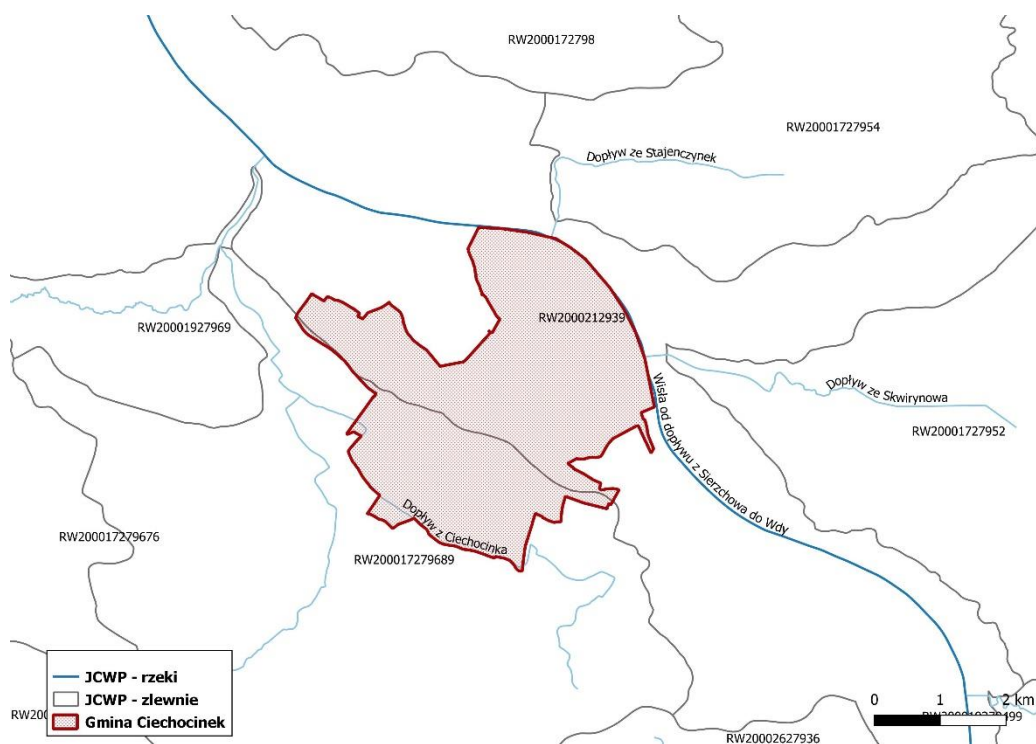 RW2000172798
RW20001727954
Dopływ ze Stajenczynek
RW2000212939
RW20001927969
Dopływ ze Skwirynowa
RW20001727952
Wisła od dopływu z Sierzchowa do Wdy
RW200017279676
Dopływ z Ciechocinka
RW200017279689
JCWP - rzeki
JCWP - zlewnie
Gmina Ciechocinek
0 1 2 km
RW20002627936